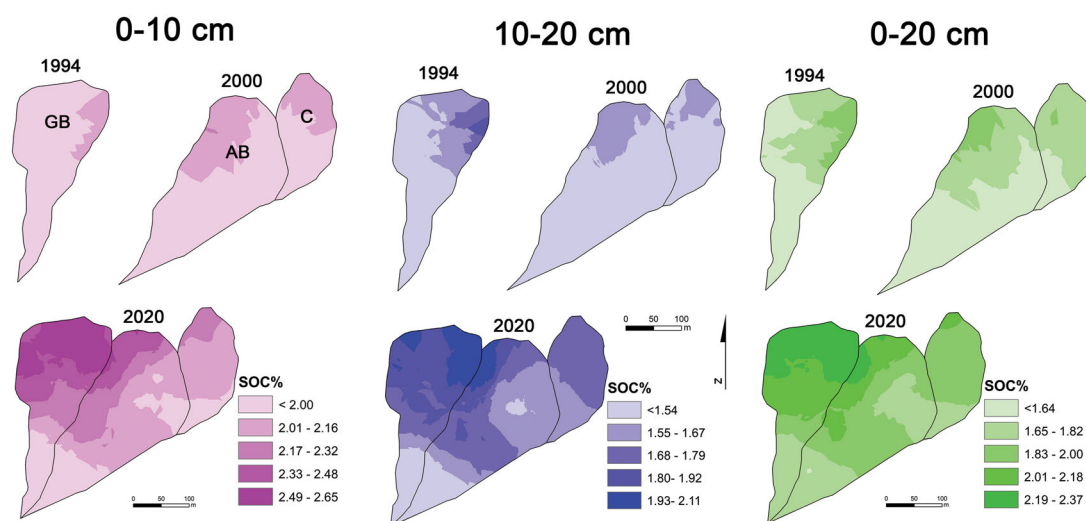 0-10 cm
10-20 cm
0-20 cm
1994
2000
GB
AB
C
1994
2000
1994
2000
2020
SOC%
< 2.00
2.01 - 2.16
2.17 - 2.32
2.33 - 2.48
2.49 - 2.65
0 50 100
m
2020
0 50 100
m
N
SOC%
<1.54
1.55 - 1.67
1.68 - 1.79
1.80- 1.92
1.93- 2.11
2020
SOC%
<1.64
1.65 - 1.82
1.83 - 2.00
2.01 - 2.18
2.19 - 2.37
0 50 100
m